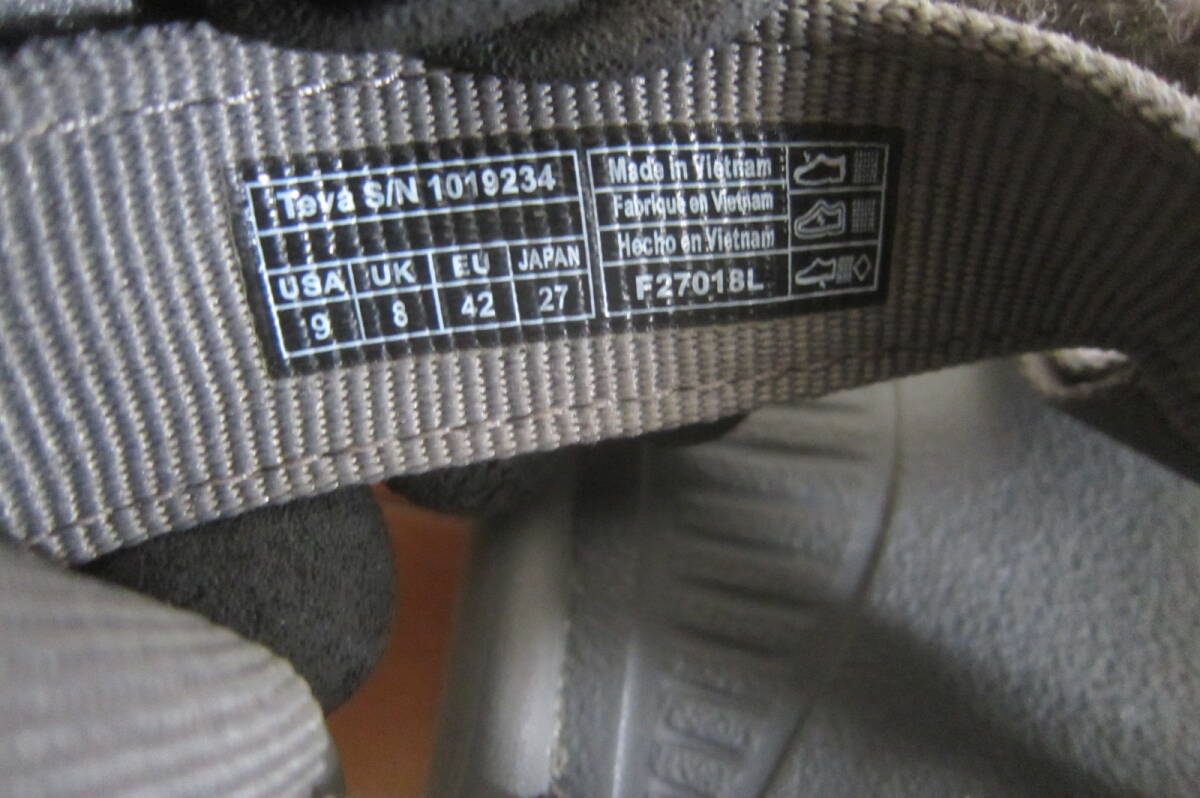 Teva S/N 1019234
USA UK EU JAPAN
9 8 42 27
Made in Vietnam
Fabriqué en Vietnam
Hecho en Vietnam
F27018L